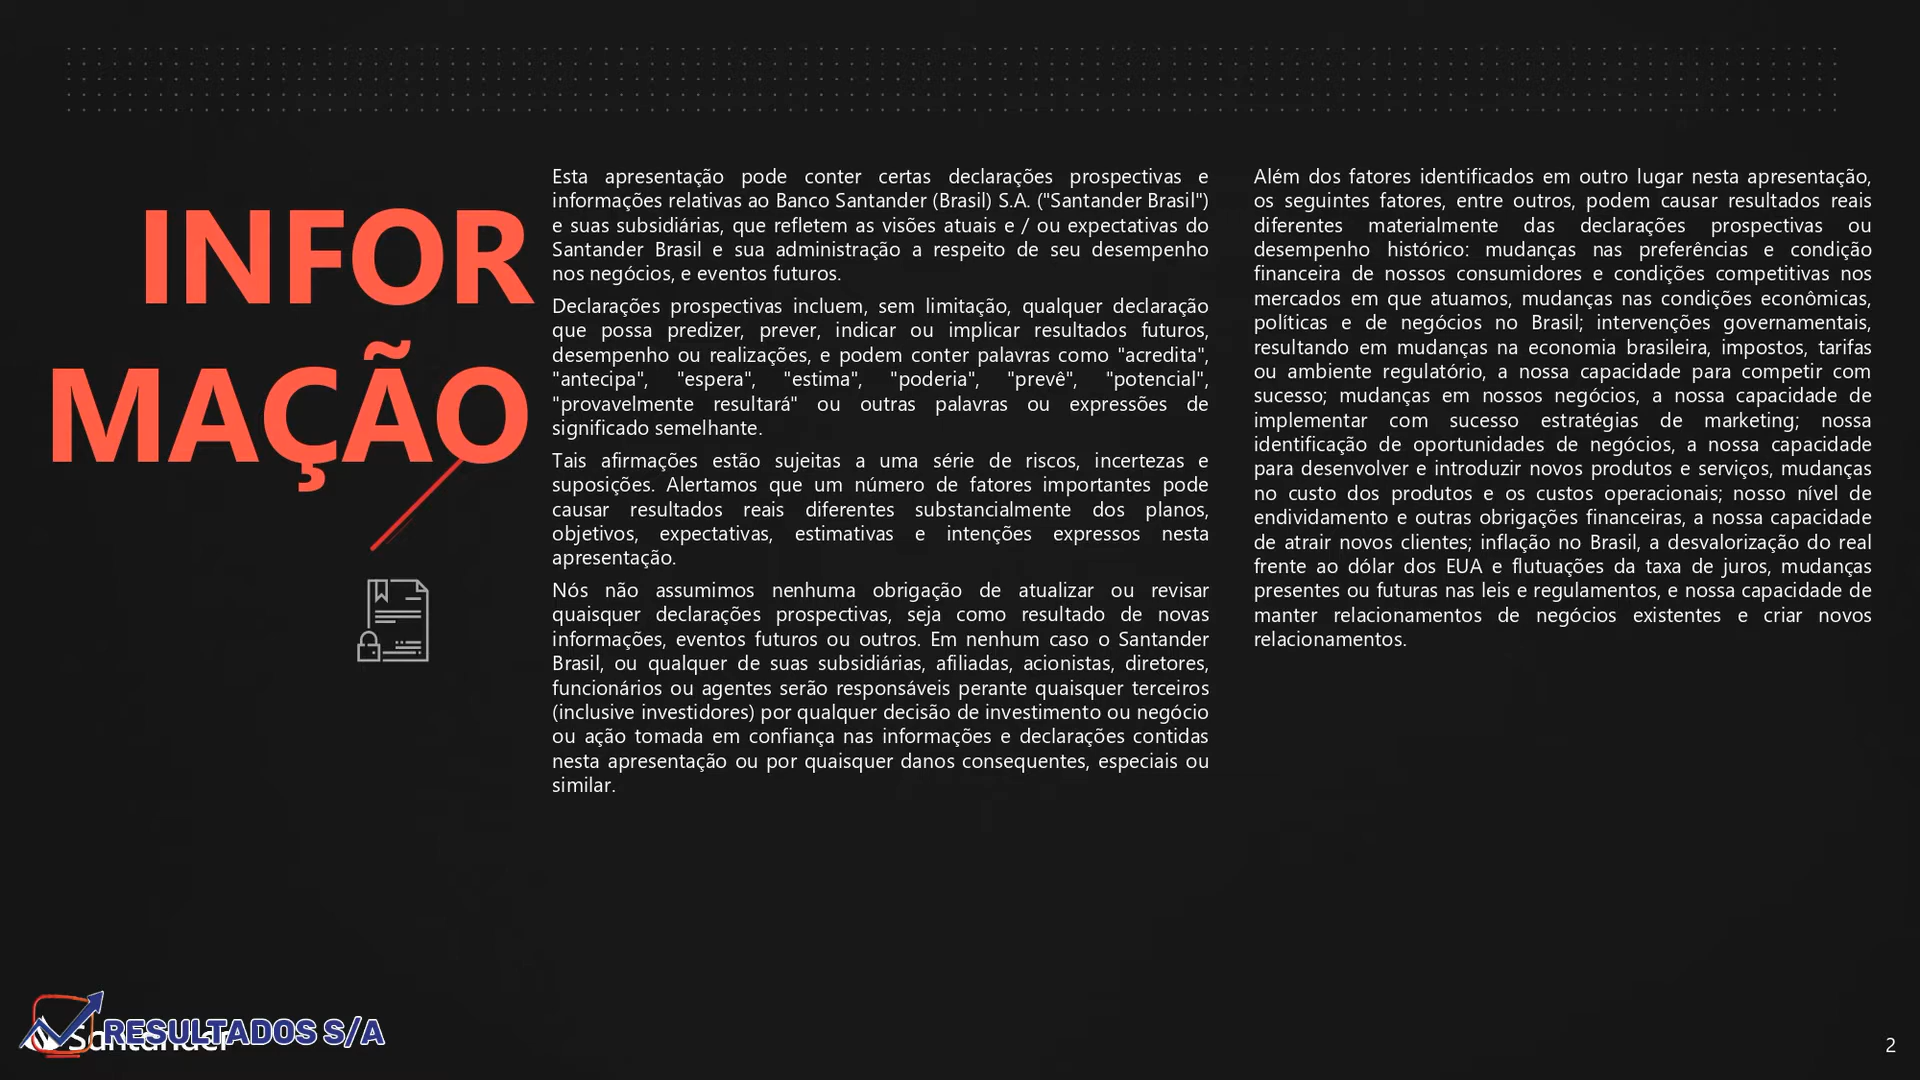 INFOR
MAÇÃO
Esta apresentação pode conter certas declarações prospectivas e
informações relativas ao Banco Santander (Brasil) S.A. ("Santander Brasil")
e suas subsidiárias, que refletem as visões atuais e / ou expectativas do
Santander Brasil e sua administração a respeito de seu desempenho
nos negócios, e eventos futuros.
Declarações prospectivas incluem, sem limitação, qualquer declaração
que possa predizer, prever, indicar ou implicar resultados futuros,
desempenho ou realizações, e podem conter palavras como "acredita",
"antecipa", "espera", "estima", "poderia", "prevê", "potencial",
"provavelmente resultará" ou outras palavras ou expressões de
significado semelhante.
Tais afirmações estão sujeitas a uma série de riscos, incertezas e
suposições. Alertamos que um número de fatores importantes pode
causar resultados reais diferentes substancialmente dos planos,
objetivos, expectativas, estimativas e intenções expressos nesta
apresentação.
Nós não assumimos nenhuma obrigação de atualizar ou revisar
quaisquer declarações prospectivas, seja como resultado de novas
informações, eventos futuros ou outros. Em nenhum caso o Santander
Brasil, ou qualquer de suas subsidiárias, afiliadas, acionistas, diretores,
funcionários ou agentes serão responsáveis perante quaisquer terceiros
(inclusive investidores) por qualquer decisão de investimento ou negócio
ou ação tomada em confiança nas informações e declarações contidas
nesta apresentação ou por quaisquer danos consequentes, especiais ou
similar.
Além dos fatores identificados em outro lugar nesta apresentação,
os seguintes fatores, entre outros, podem causar resultados reais
diferentes materialmente das declarações prospectivas ou
desempenho histórico: mudanças nas preferências e condição
financeira de nossos consumidores e condições competitivas nos
mercados em que atuamos, mudanças nas condições econômicas,
políticas e de negócios no Brasil; intervenções governamentais,
resultando em mudanças na economia brasileira, impostos, tarifas
ou ambiente regulatório, a nossa capacidade para competir com
sucesso; mudanças em nossos negócios, a nossa capacidade de
implementar com sucesso estratégias de marketing; nossa
identificação de oportunidades de negócios, a nossa capacidade
para desenvolver e introduzir novos produtos e serviços, mudanças
no custo dos produtos e os custos operacionais; nosso nível de
endividamento e outras obrigações financeiras, a nossa capacidade
de atrair novos clientes; inflação no Brasil, a desvalorização do real
frente ao dólar dos EUA e flutuações da taxa de juros, mudanças
presentes ou futuras nas leis e regulamentos, e nossa capacidade de
manter relacionamentos de negócios existentes e criar novos
relacionamentos.
RESULTADOS S/A
Santander
2